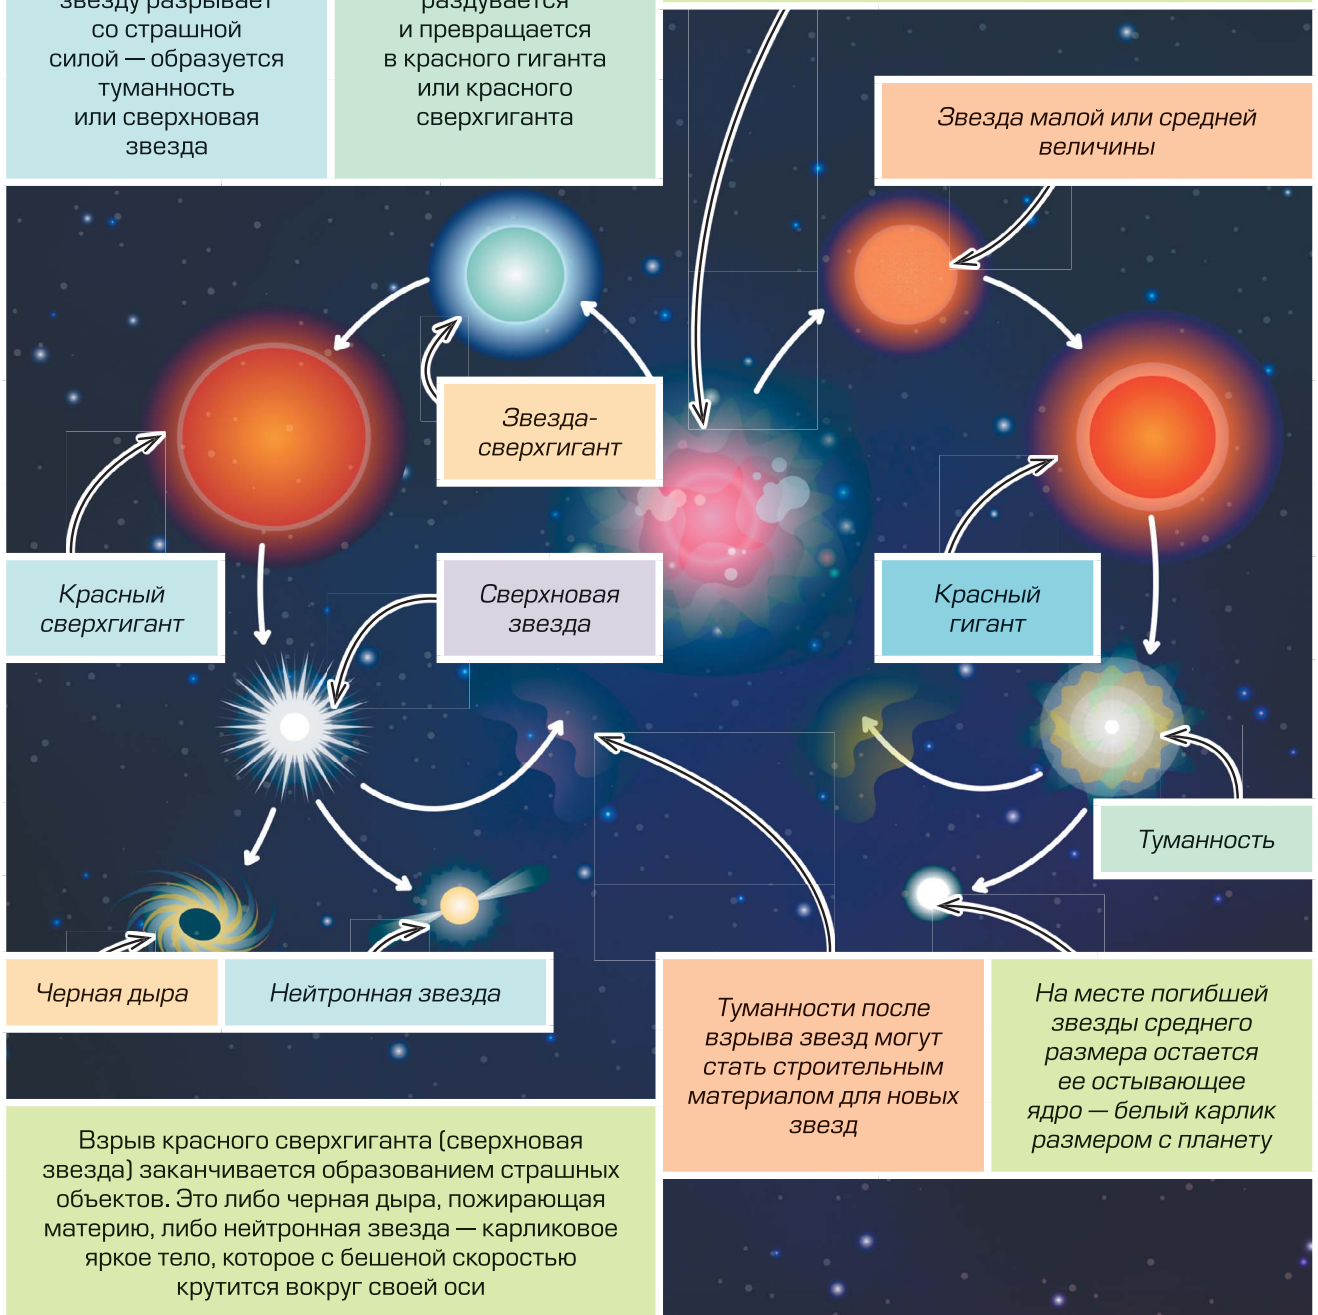 звезду разрывает
со страшной
силой — образуется
туманность
или сверхновая
звезда
раздувается
и превращается
в красного гиганта
или красного
сверхгиганта
Звезда малой или средней
величины
Звезда-
сверхгигант
Красный
сверхгигант
Сверхновая
звезда
Красный
гигант
Туманность
Черная дыра
Нейтронная звезда
Туманности после
взрыва звезд могут
стать строительным
материалом для новых
звезд
На месте погибшей
звезды среднего
размера остается
ее остывающее
ядро — белый карлик
размером с планету
Взрыв красного сверхгиганта (сверхновая
звезда) заканчивается образованием страшных
объектов. Это либо черная дыра, пожирающая
материю, либо нейтронная звезда — карликовое
яркое тело, которое с бешеной скоростью
крутится вокруг своей оси